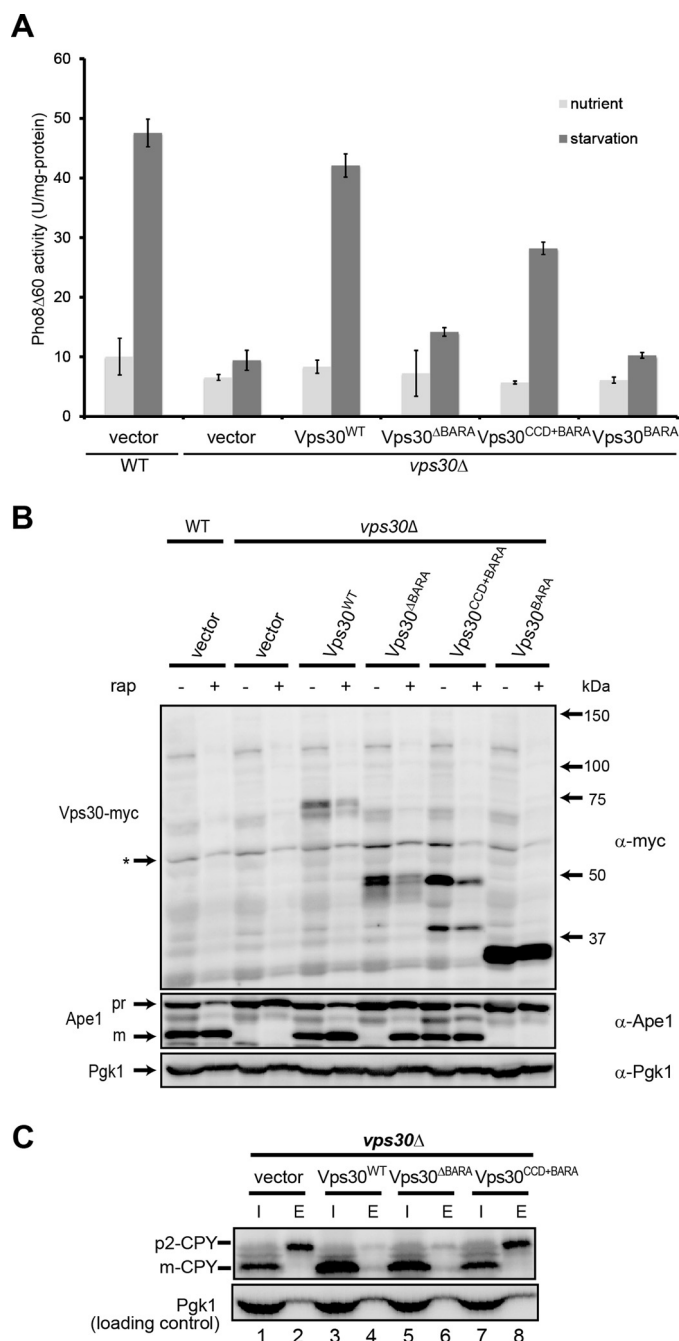 A
60
50
40
30
20
10
0
Pho8Δ60 activity (U/mg-protein)
nutrient
starvation
vector vector Vps30WT Vps30ΔBARA Vps30CCD+BARA Vps30BARA
WT vps30Δ
B
WT vps30Δ
vector vector Vps30WT Vps30ΔBARA Vps30CCD+BARA Vps30BARA
rap - + - + - + - + - + - + kDa
150
100
75
Vps30-myc
α-myc
*
50
37
pr
Ape1 α-Ape1
m
Pgk1 α-Pgk1
C
vps30Δ
vector Vps30WT Vps30ΔBARA Vps30CCD+BARA
I E I E I E I E
p2-CPY
m-CPY
Pgk1
(loading control)
1 2 3 4 5 6 7 8